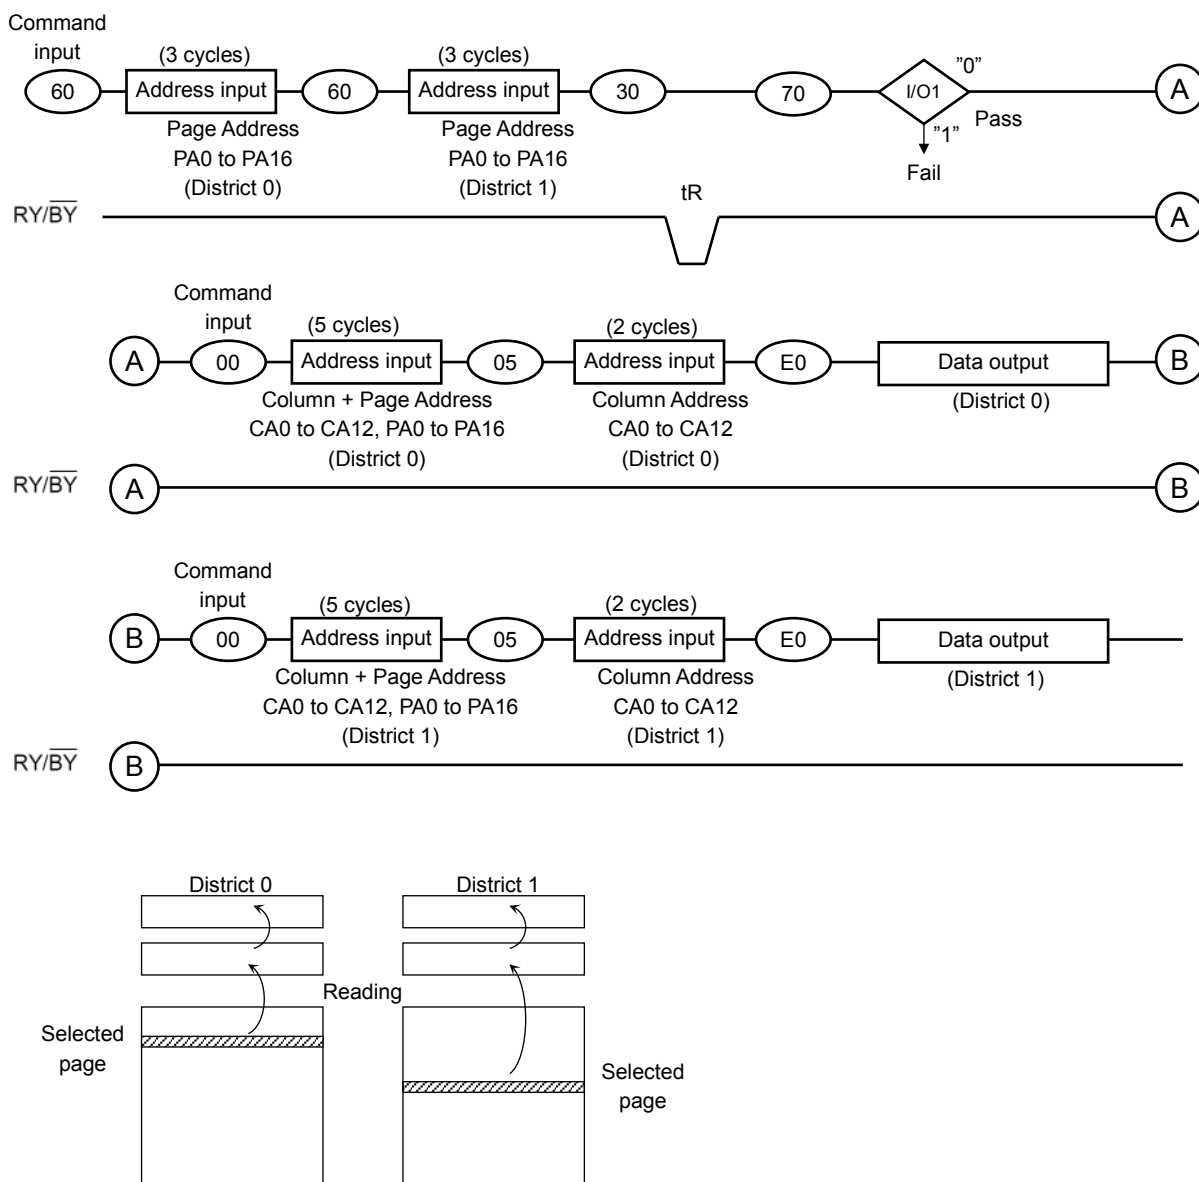 Command
input
(3 cycles)
(3 cycles)
60
Address input
60
Address input
30
70
I/O1
”0”
A
Page Address
PA0 to PA16
(District 0)
Page Address
PA0 to PA16
(District 1)
”1”
Pass
Fail
tR
RY/B̅Y̅
A
Command
input
(5 cycles)
(2 cycles)
A
00
Address input
05
Address input
E0
Data output
B
Column + Page Address
CA0 to CA12, PA0 to PA16
(District 0)
Column Address
CA0 to CA12
(District 0)
(District 0)
RY/B̅Y̅
A
B
Command
input
(5 cycles)
(2 cycles)
B
00
Address input
05
Address input
E0
Data output
Column + Page Address
CA0 to CA12, PA0 to PA16
(District 1)
Column Address
CA0 to CA12
(District 1)
(District 1)
RY/B̅Y̅
B
District 0
District 1
Reading
Selected
page
Selected
page